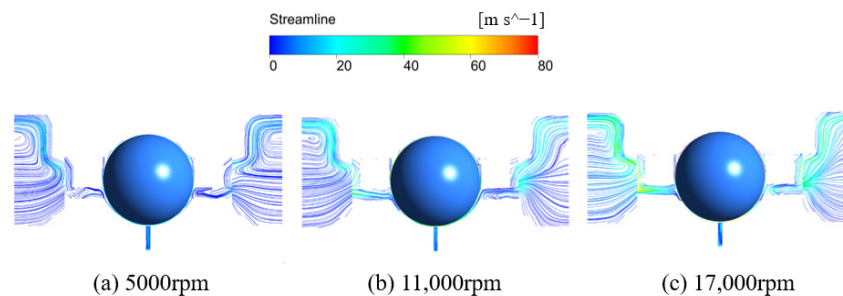 Streamline [m s^−1]
0 20 40 60 80
(a) 5000rpm (b) 11,000rpm (c) 17,000rpm